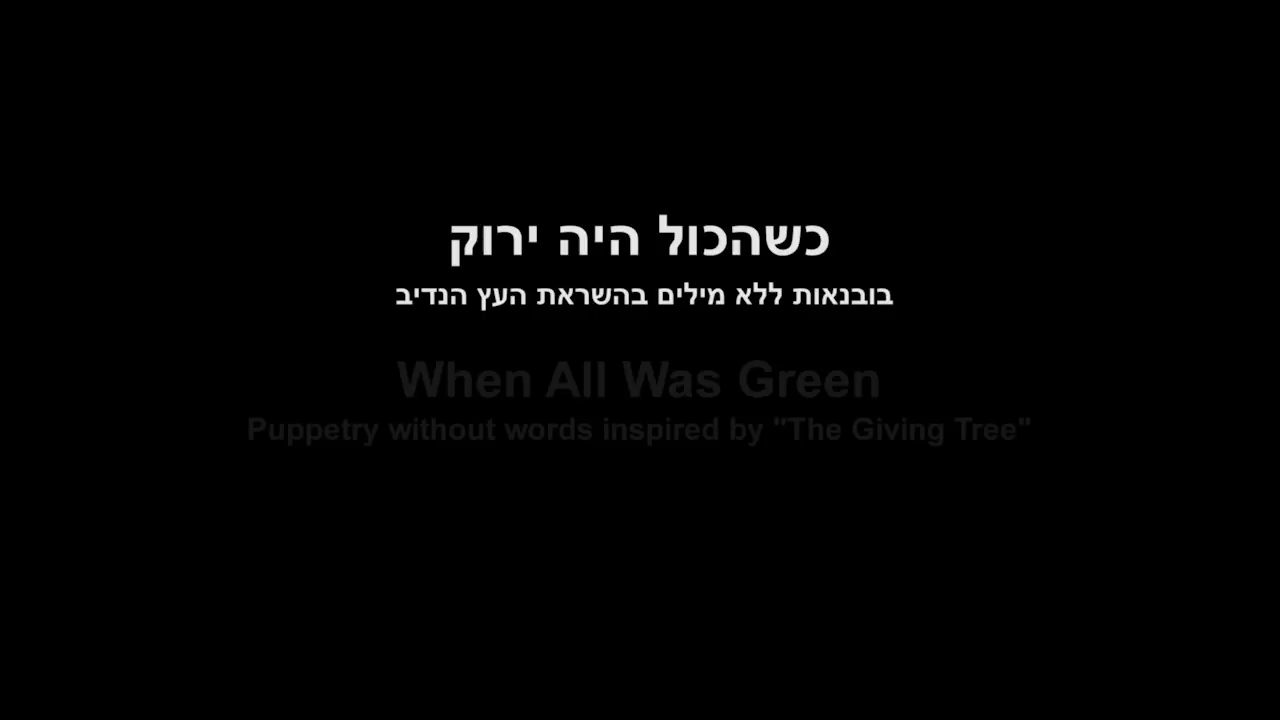 כשהכול היה ירוק
בובנאות ללא מילים בהשראת העץ הנדיב
When All Was Green
Puppetry without words inspired by "The Giving Tree"